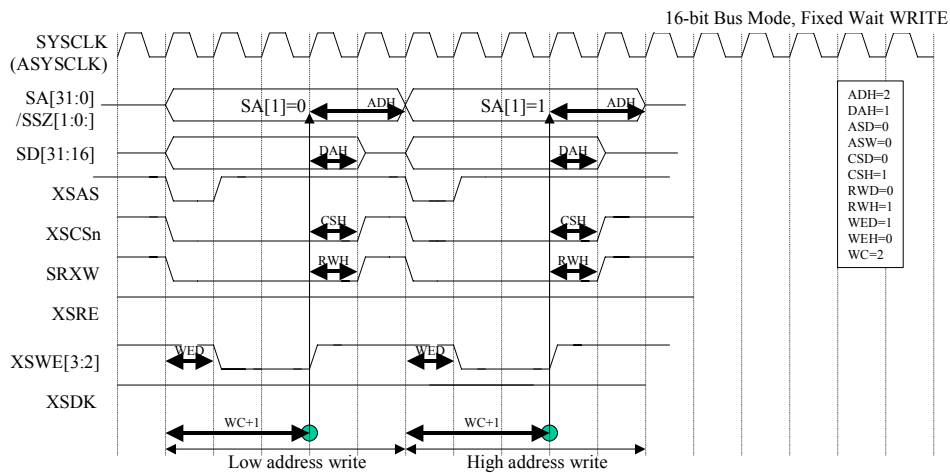 16-bit Bus Mode, Fixed Wait WRITE
SYSCLK
(ASYSCLK)
SA[31:0]
/SSZ[1:0:]
SA[1]=0
ADH
SA[1]=1
ADH
SD[31:16]
DAH
DAH
XSAS
XSCSn
CSH
CSH
SRXW
RWH
RWH
XSRE
XSWE[3:2]
WED
WED
XSDK
WC+1
WC+1
Low address write
High address write
ADH=2
DAH=1
ASD=0
ASW=0
CSD=0
CSH=1
RWD=0
RWH=1
WED=1
WEH=0
WC=2